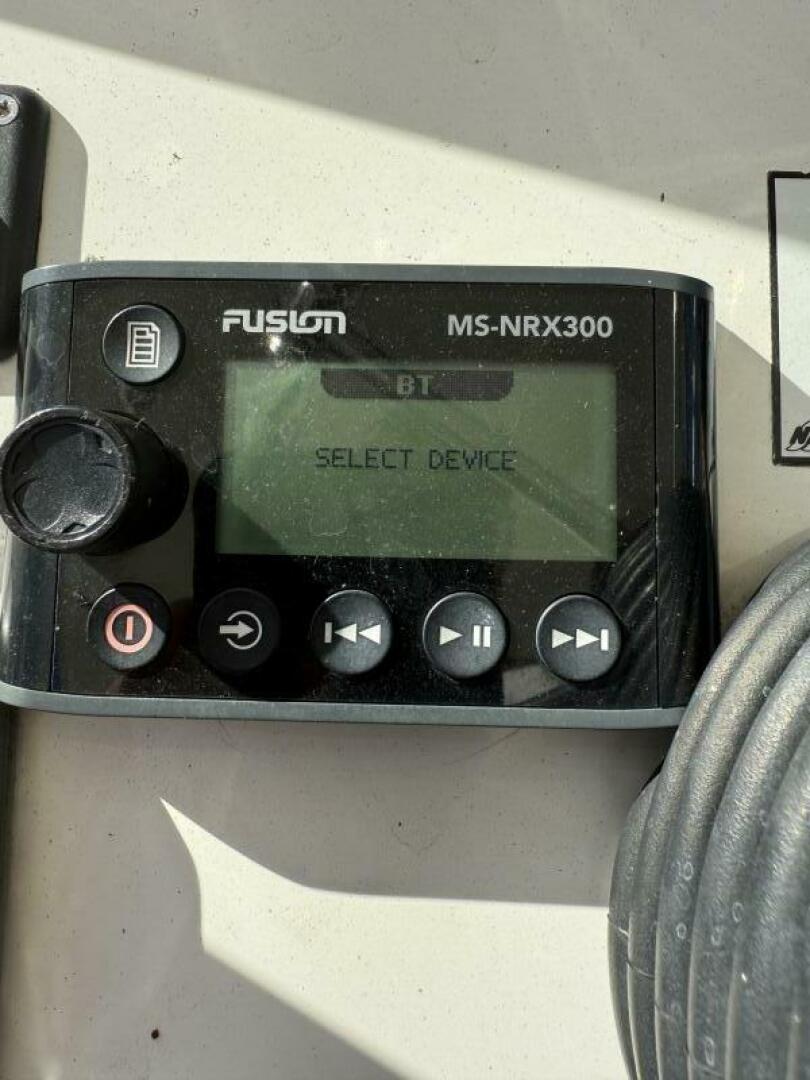 FUSION
MS-NRX300
BT
SELECT DEVICE